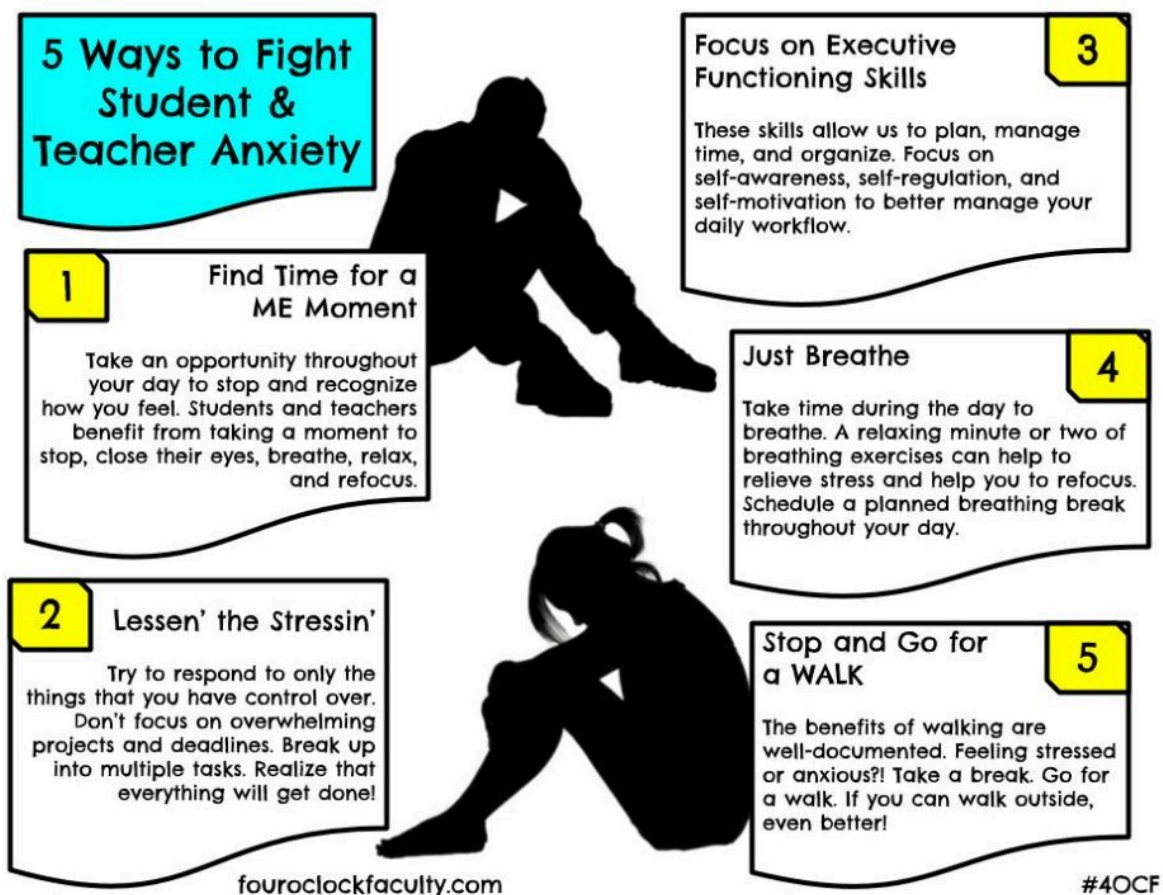 5 Ways to Fight
Student &
Teacher Anxiety
1
Find Time for a
ME Moment
Take an opportunity throughout
your day to stop and recognize
how you feel. Students and teachers
benefit from taking a moment to
stop, close their eyes, breathe, relax,
and refocus.
2
Lessen' the Stressin'
Try to respond to only the
things that you have control over.
Don't focus on overwhelming
projects and deadlines. Break up
into multiple tasks. Realize that
everything will get done!
3
Focus on Executive
Functioning Skills
These skills allow us to plan, manage
time, and organize. Focus on
self-awareness, self-regulation, and
self-motivation to better manage your
daily workflow.
4
Just Breathe
Take time during the day to
breathe. A relaxing minute or two of
breathing exercises can help to
relieve stress and help you to refocus.
Schedule a planned breathing break
throughout your day.
5
Stop and Go for
a WALK
The benefits of walking are
well-documented. Feeling stressed
or anxious?! Take a break. Go for
a walk. If you can walk outside,
even better!
fouroclockfaculty.com
#4OCF